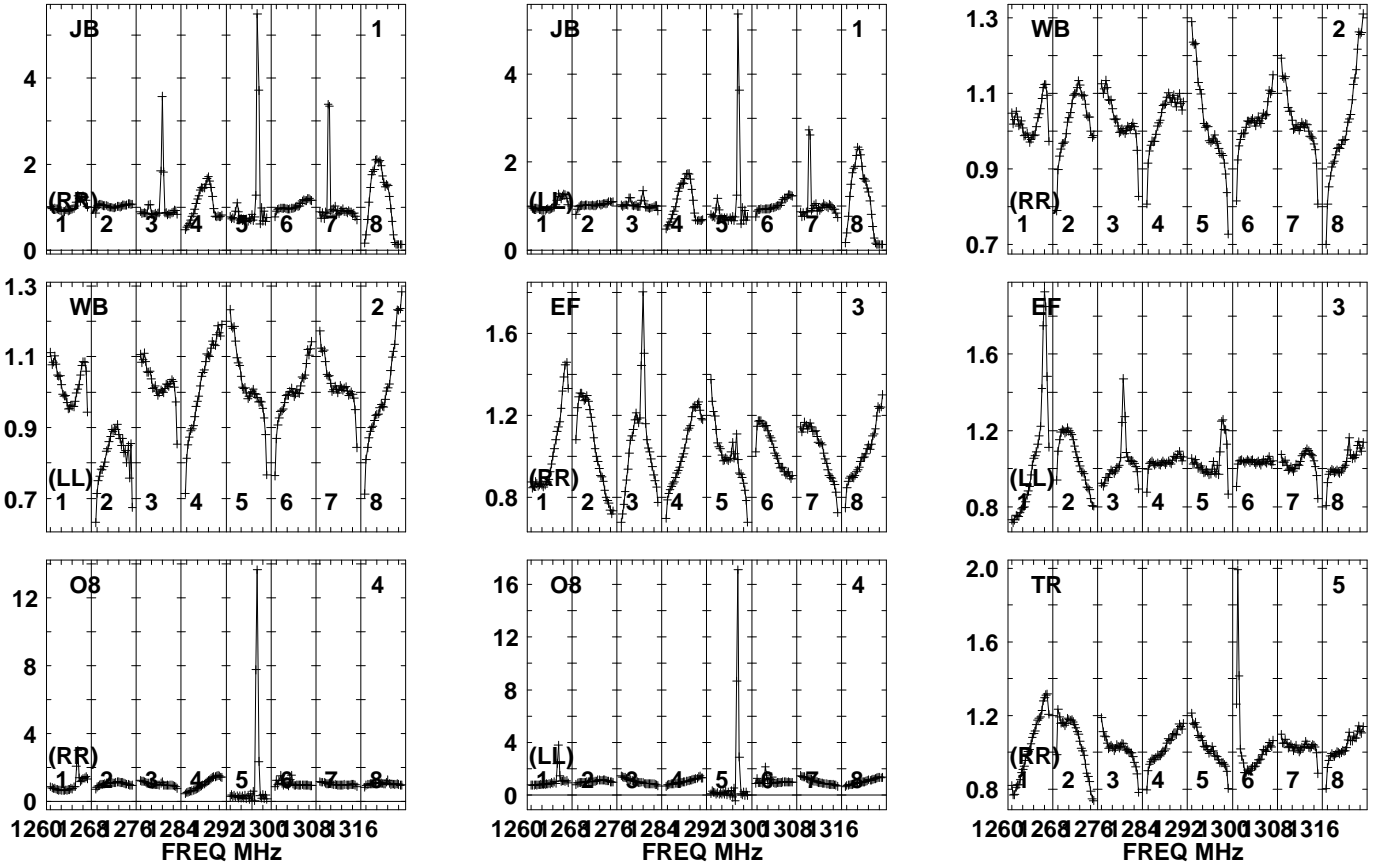 JB 1
4
2
0
(RR)
1 2 3 4 5 6 7 8
JB 1
4
2
0
(LL)
1 2 3 4 5 6 7 8
WB 2
1.3
1.1
0.9
0.7
(RR)
1 2 3 4 5 6 7 8
WB 2
1.3
1.1
0.9
0.7
(LL)
1 2 3 4 5 6 7 8
EF 3
1.6
1.2
0.8
(RR)
1 2 3 4 5 6 7 8
EF 3
1.6
1.2
0.8
(LL)
1 2 3 4 5 6 7 8
O8 4
12
8
4
0
(RR)
1 2 3 4 5 6 7 8
1260 1268 1276 1284 1292 1300 1308 1316
FREQ MHz
O8 4
16
12
8
4
0
(LL)
1 2 3 4 5 6 7 8
1260 1268 1276 1284 1292 1300 1308 1316
FREQ MHz
TR 5
2.0
1.6
1.2
0.8
(RR)
1 2 3 4 5 6 7 8
1260 1268 1276 1284 1292 1300 1308 1316
FREQ MHz